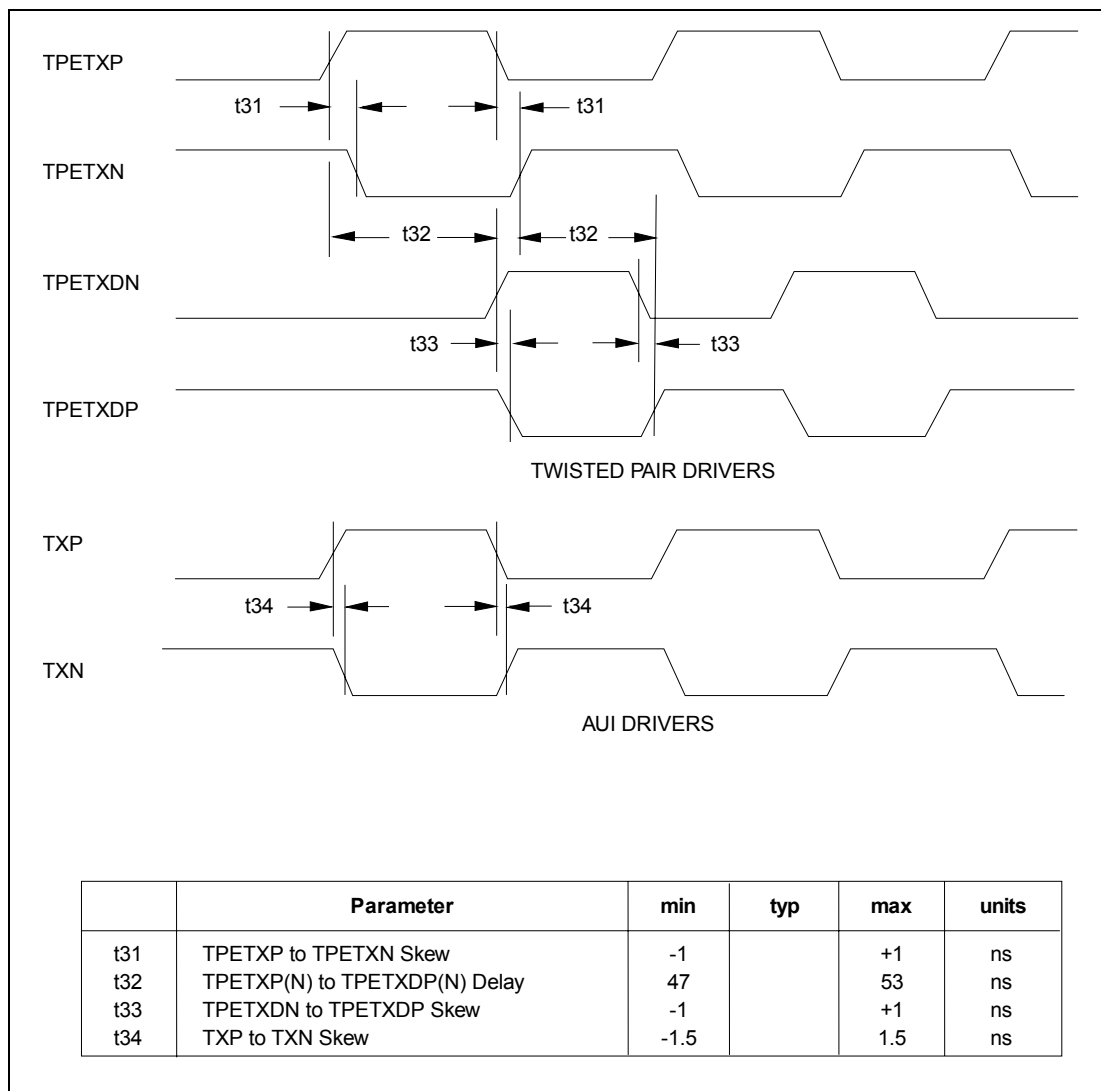 TPETXP
t31 t31
TPETXN
t32 t32
TPETXDN
t33 t33
TPETXDP
TWISTED PAIR DRIVERS
TXP
t34 t34
TXN
AUI DRIVERS
Parameter min typ max units
t31 TPETXP to TPETXN Skew -1 +1 ns
t32 TPETXP(N) to TPETXDP(N) Delay 47 53 ns
t33 TPETXDN to TPETXDP Skew -1 +1 ns
t34 TXP to TXN Skew -1.5 1.5 ns